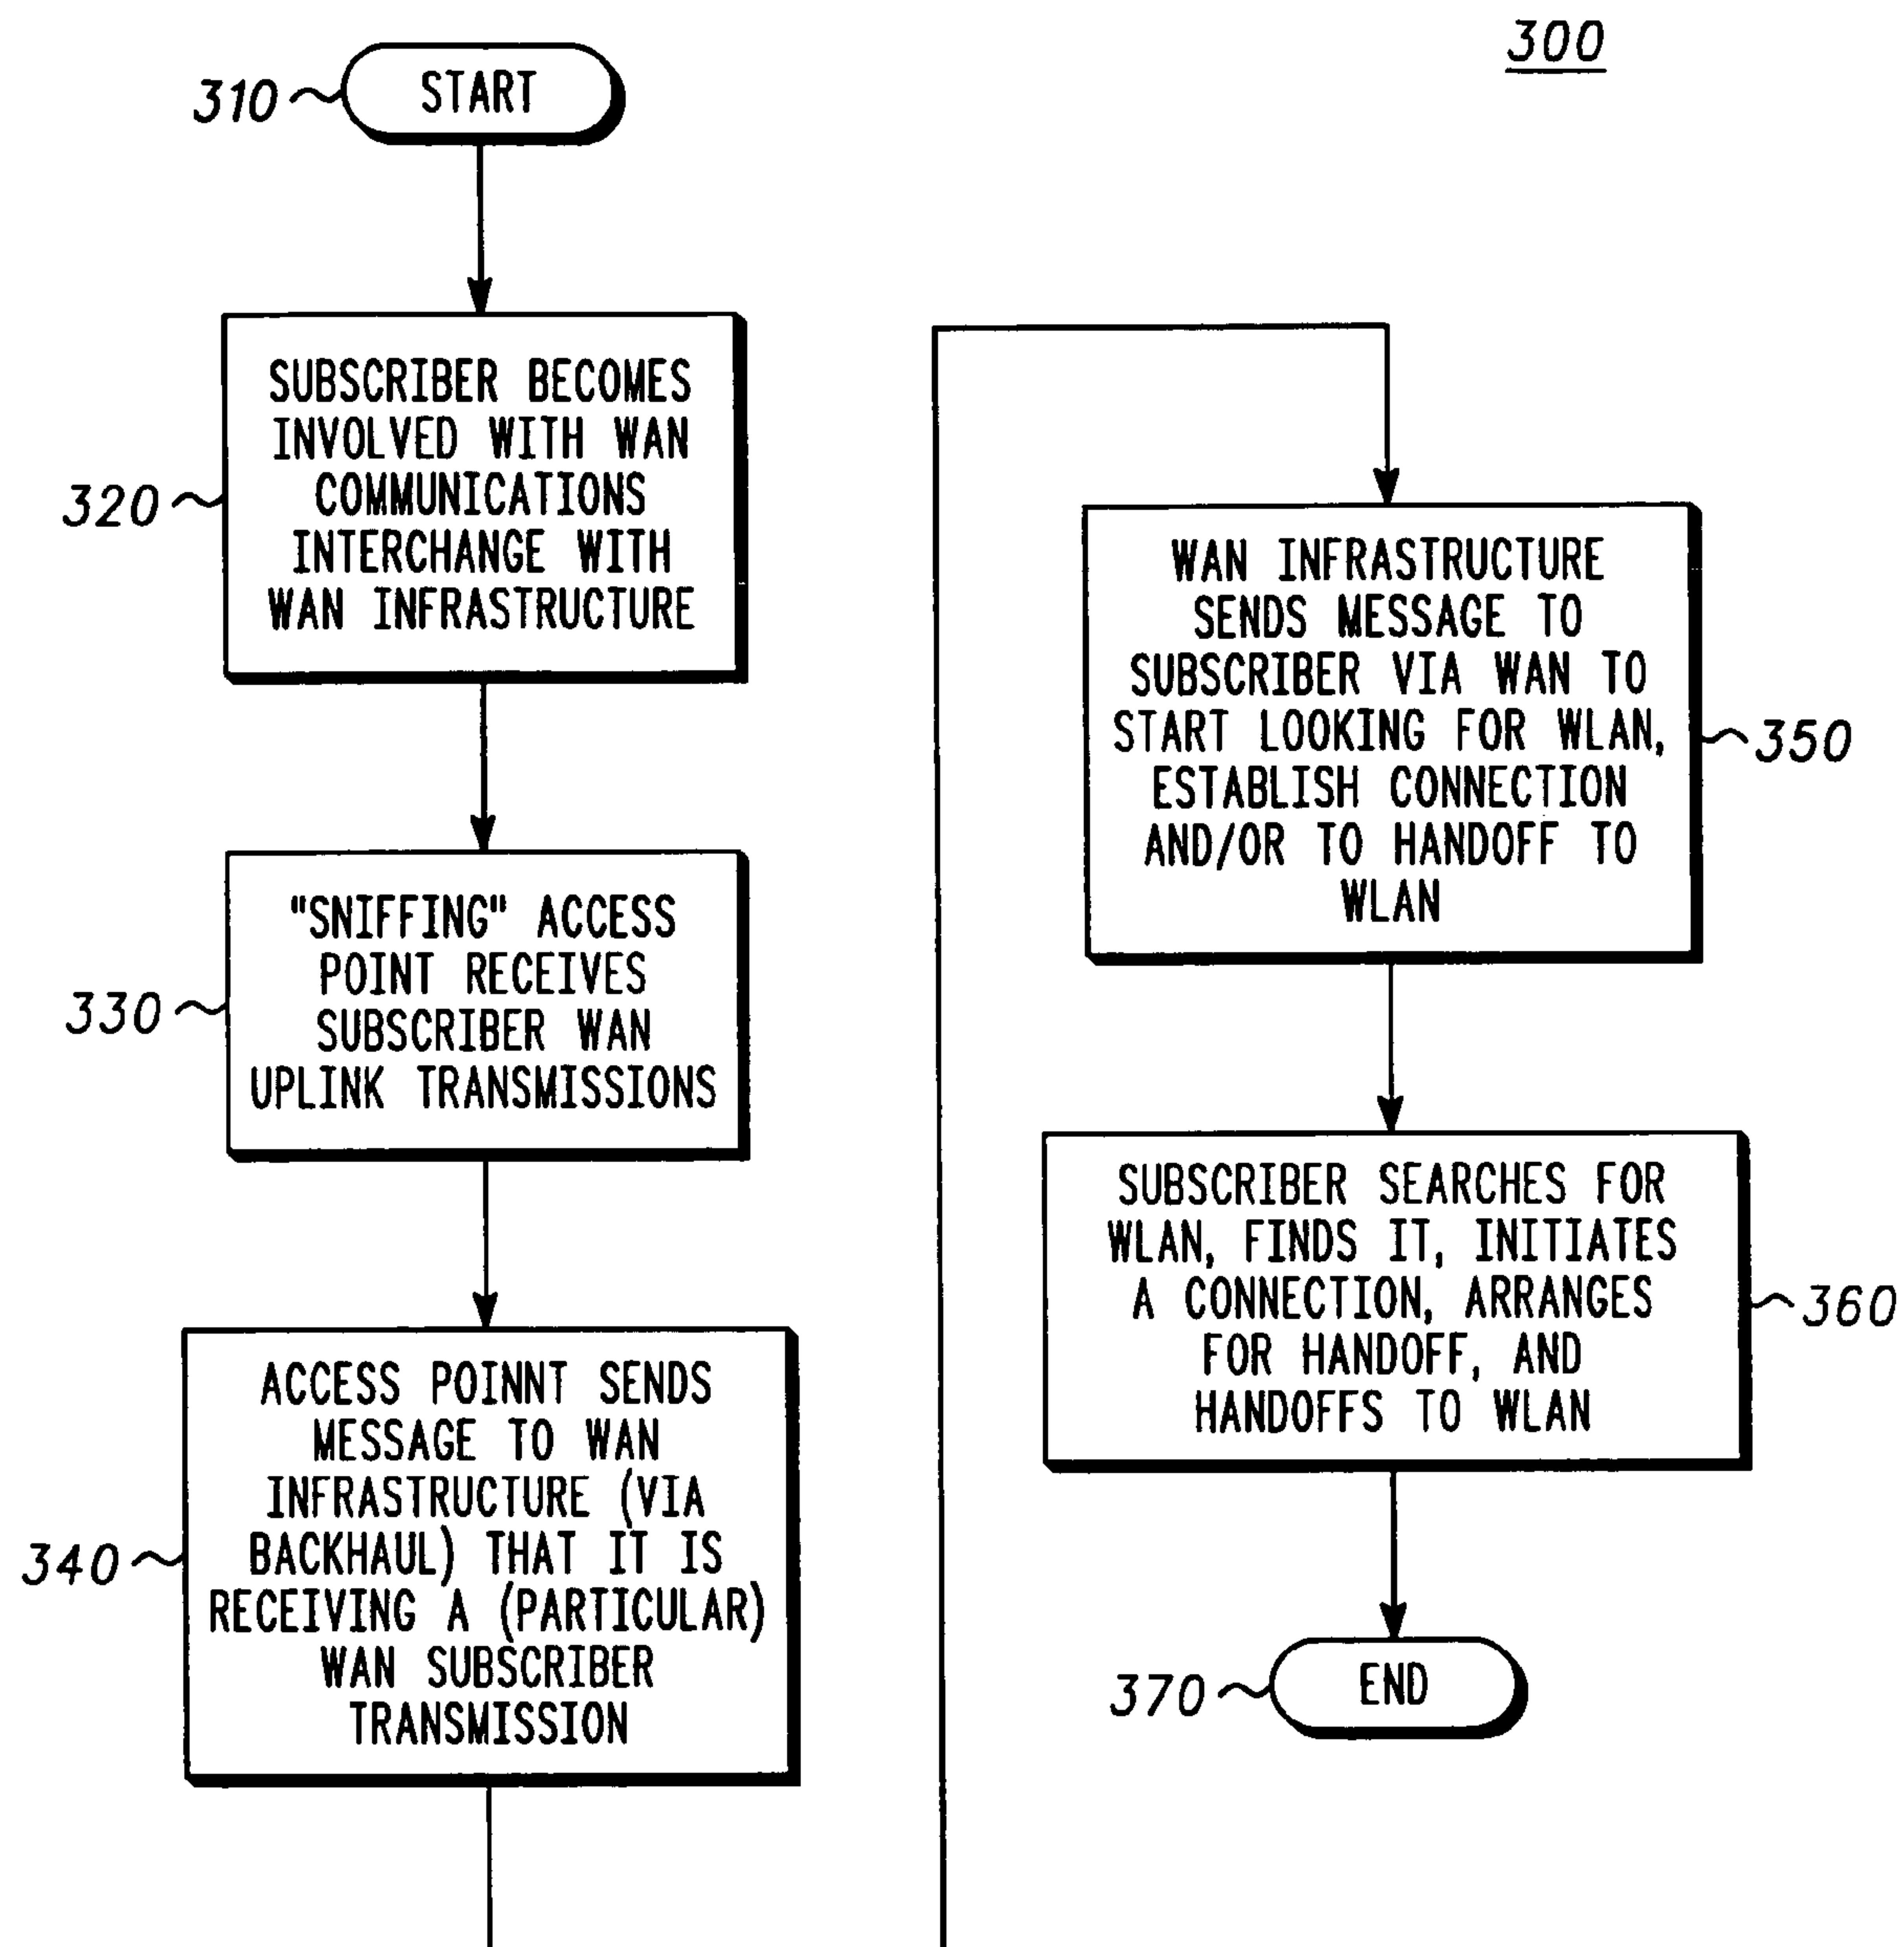 300
310
START
320
SUBSCRIBER BECOMES
INVOLVED WITH WAN
COMMUNICATIONS
INTERCHANGE WITH
WAN INFRASTRUCTURE
330
"SNIFFING" ACCESS
POINT RECEIVES
SUBSCRIBER WAN
UPLINK TRANSMISSIONS
340
ACCESS POINNT SENDS
MESSAGE TO WAN
INFRASTRUCTURE (VIA
BACKHAUL) THAT IT IS
RECEIVING A (PARTICULAR)
WAN SUBSCRIBER
TRANSMISSION
WAN INFRASTRUCTURE
SENDS MESSAGE TO
SUBSCRIBER VIA WAN TO
START LOOKING FOR WLAN,
ESTABLISH CONNECTION
AND/OR TO HANDOFF TO
WLAN
350
SUBSCRIBER SEARCHES FOR
WLAN, FINDS IT, INITIATES
A CONNECTION, ARRANGES
FOR HANDOFF, AND
HANDOFFS TO WLAN
360
370
END